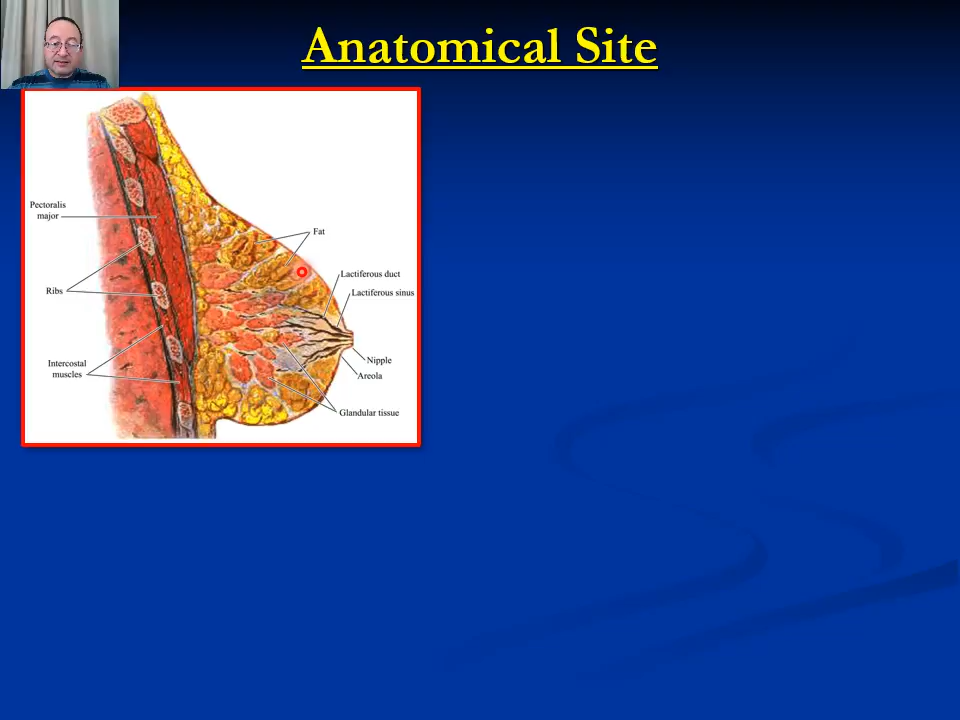 Anatomical Site
Pectoralis
major
Fat
Lactiferous duct
Ribs
Lactiferous sinus
Intercostal
muscles
Nipple
Areola
Glandular tissue